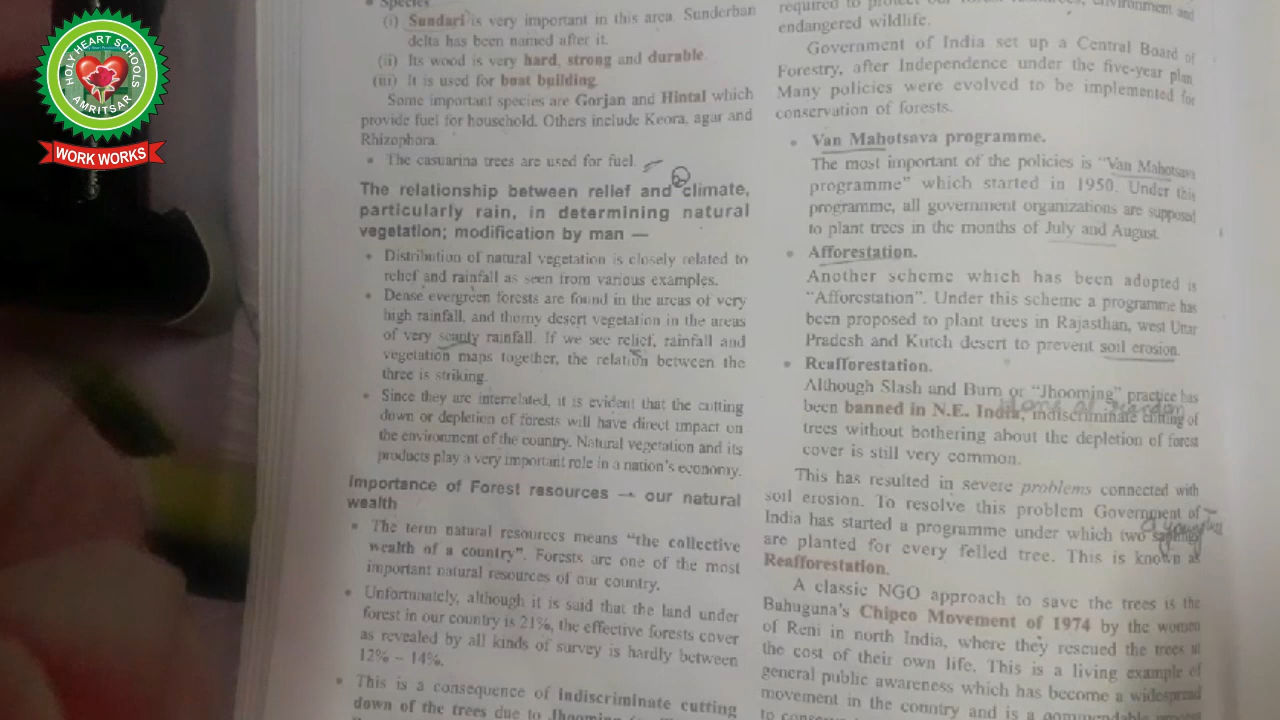 HOLY HEART SCHOOLS
AMRITSAR
WORK WORKS
• Species
(i) Sundari is very important in this area. Sunderban
delta has been named after it.
(ii) Its wood is very hard, strong and durable.
(iii) It is used for boat building.
Some important species are Gorjan and Hintal which
provide fuel for household. Others include Keora, agar and
Rhizophora.
• The casuarina trees are used for fuel.
The relationship between relief and climate,
particularly rain, in determining natural
vegetation; modification by man —
• Distribution of natural vegetation is closely related to
relief and rainfall as seen from various examples.
• Dense evergreen forests are found in the areas of very
high rainfall, and thorny desert vegetation in the areas
of very scanty rainfall. If we see relief, rainfall and
vegetation maps together, the relation between the
three is striking.
• Since they are interrelated, it is evident that the cutting
down or depletion of forests will have direct impact on
the environment of the country. Natural vegetation and its
products play a very important role in a nation's economy.
Importance of Forest resources — our natural
wealth
• The term natural resources means "the collective
wealth of a country". Forests are one of the most
important natural resources of our country.
• Unfortunately, although it is said that the land under
forest in our country is 21%, the effective forests cover
as revealed by all kinds of survey is hardly between
12% – 14%.
• This is a consequence of indiscriminate cutting
down of the trees due to Jhooming
required to protect our forest environment and
endangered wildlife.
Government of India set up a Central Board of
Forestry, after Independence under the five-year plan.
Many policies were evolved to be implemented for
conservation of forests.
• Van Mahotsava programme.
The most important of the policies is "Van Mahotsava
programme" which started in 1950. Under this
programme, all government organizations are supposed
to plant trees in the months of July and August.
• Afforestation.
Another scheme which has been adopted is
"Afforestation". Under this scheme a programme has
been proposed to plant trees in Rajasthan, west Uttar
Pradesh and Kutch desert to prevent soil erosion.
• Reafforestation.
Although Slash and Burn or "Jhooming" practice has
been banned in N.E. India, indiscriminate cutting of
trees without bothering about the depletion of forest
cover is still very common.
This has resulted in severe problems connected with
soil erosion. To resolve this problem Government of
India has started a programme under which two saplings
are planted for every felled tree. This is known as
Reafforestation.
A classic NGO approach to save the trees is the
Bahuguna's Chipco Movement of 1974 by the women
of Reni in north India, where they rescued the trees at
the cost of their own life. This is a living example of
general public awareness which has become a widespread
movement in the country and is a commendable